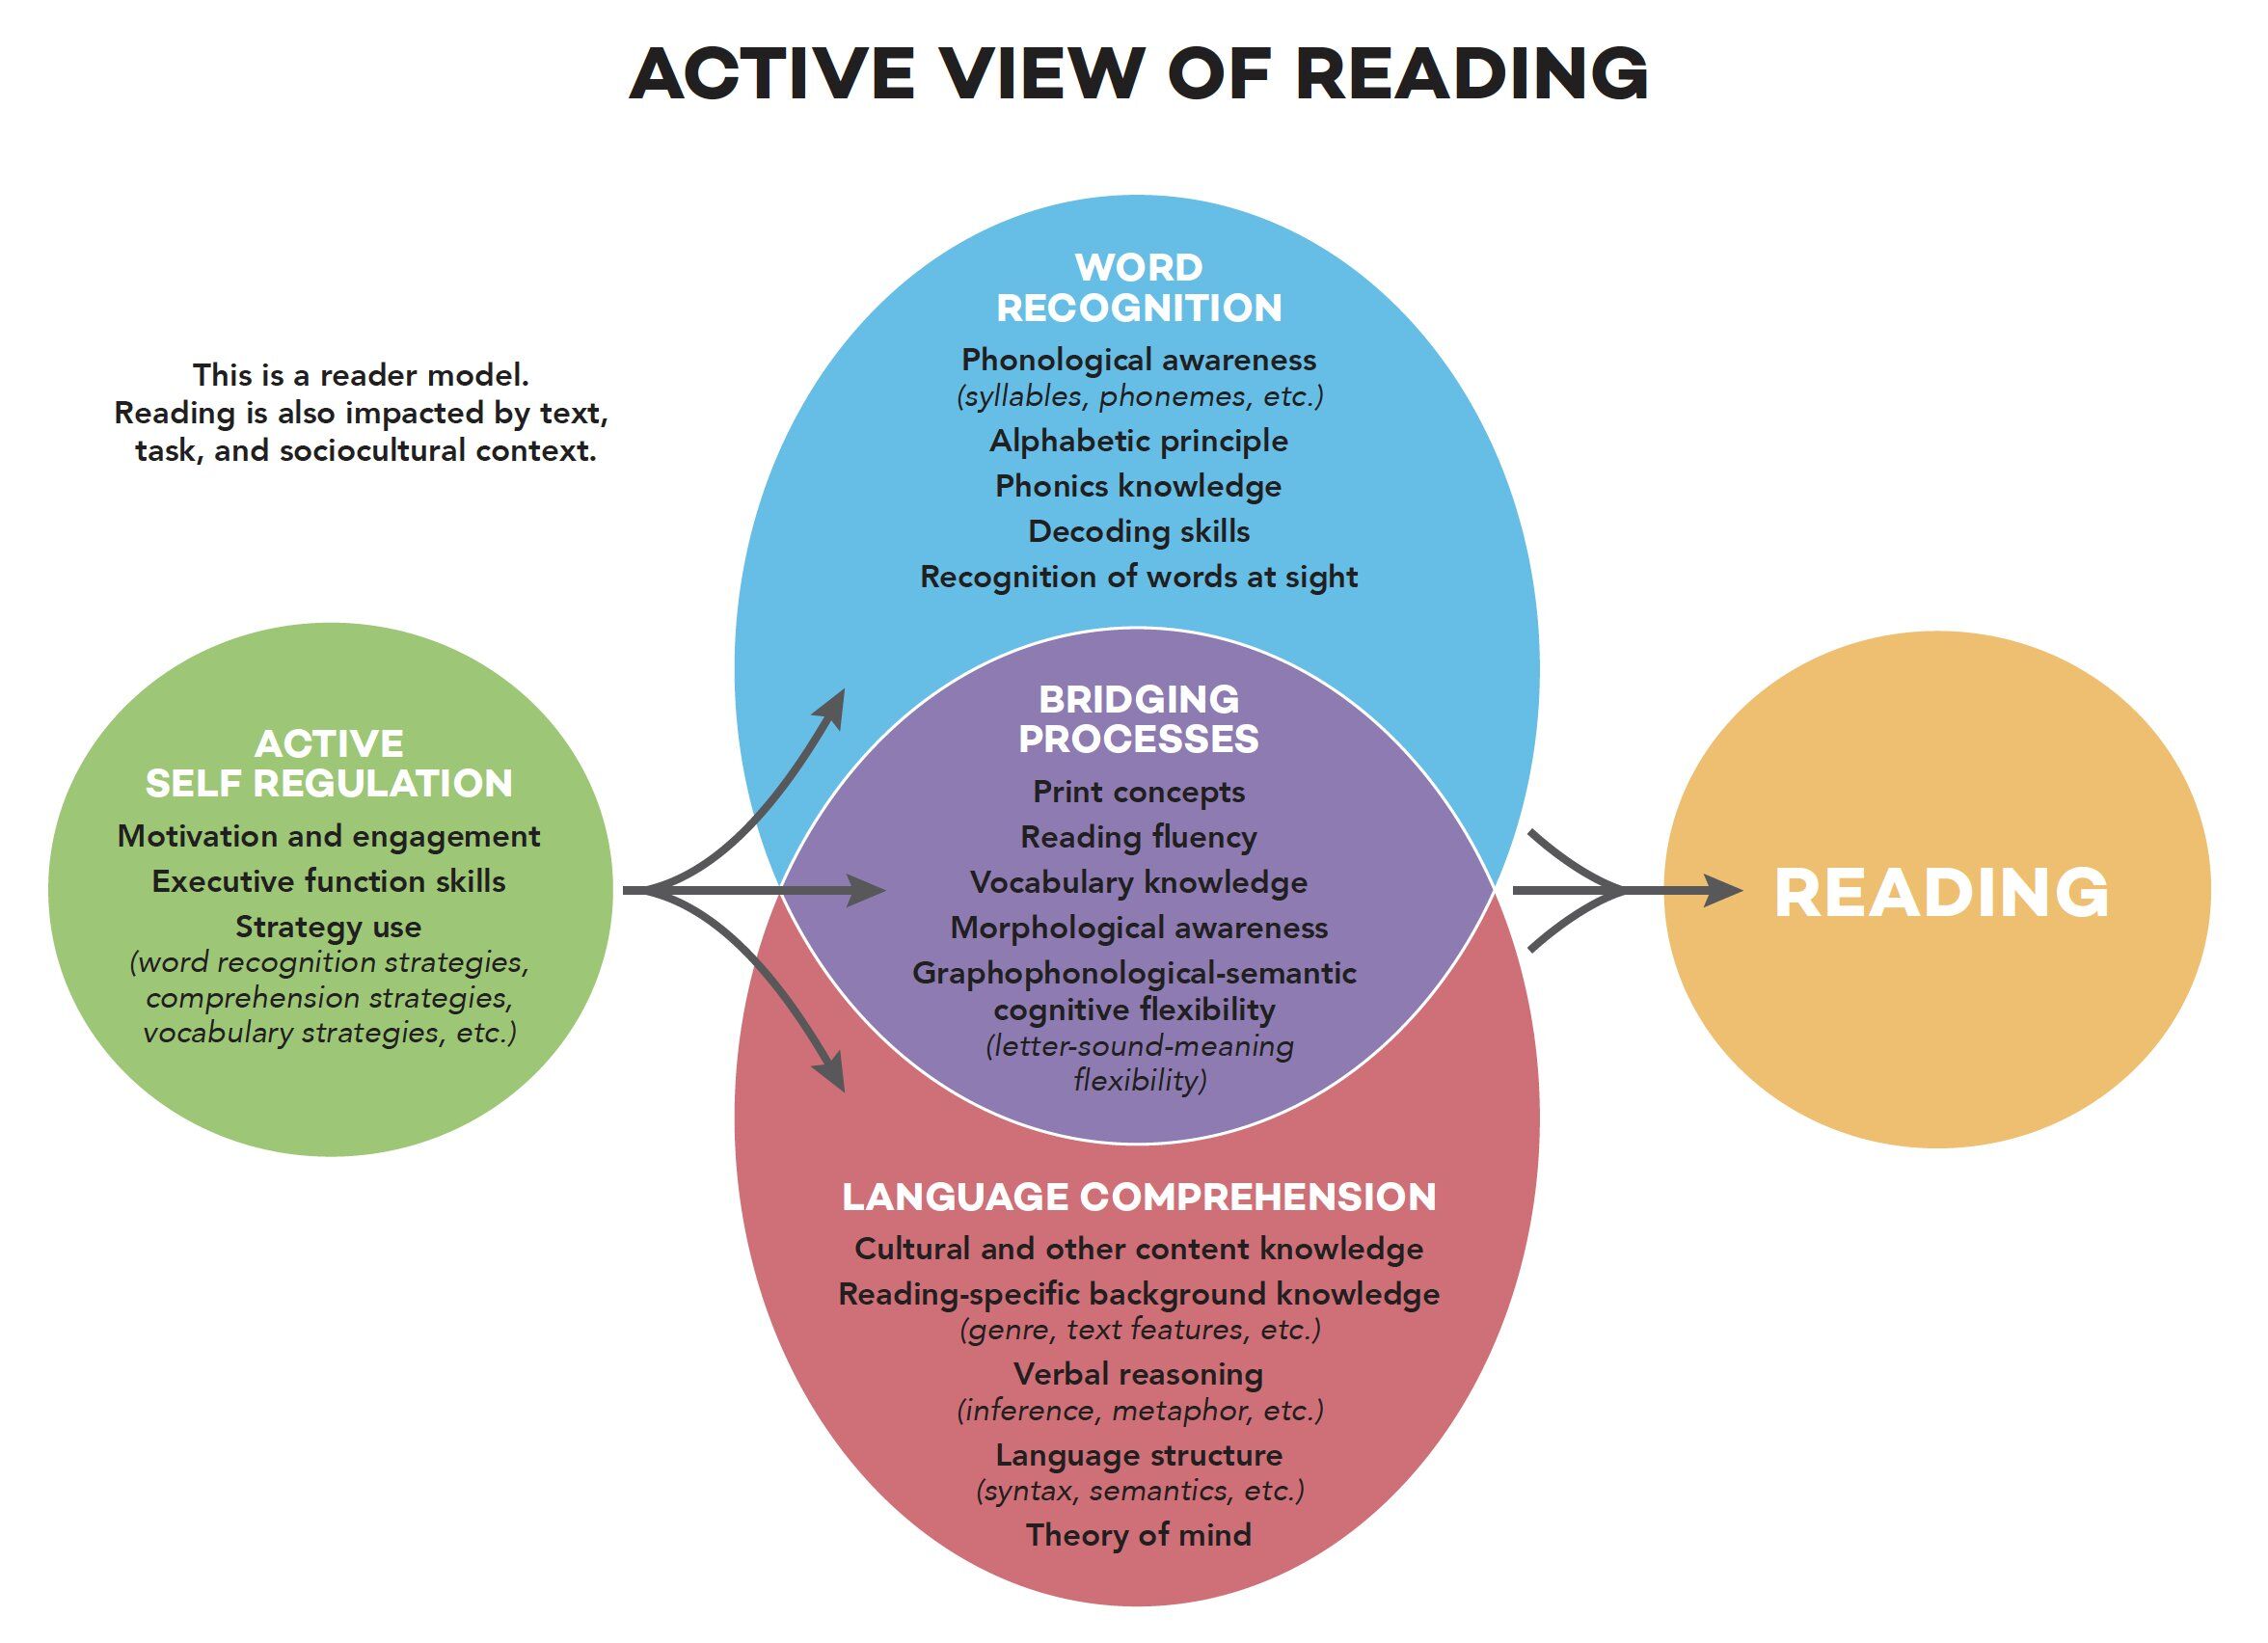 ACTIVE VIEW OF READING
This is a reader model.
Reading is also impacted by text,
task, and sociocultural context.
ACTIVE
SELF REGULATION
Motivation and engagement
Executive function skills
Strategy use
(word recognition strategies,
comprehension strategies,
vocabulary strategies, etc.)
WORD
RECOGNITION
Phonological awareness
(syllables, phonemes, etc.)
Alphabetic principle
Phonics knowledge
Decoding skills
Recognition of words at sight
BRIDGING
PROCESSES
Print concepts
Reading fluency
Vocabulary knowledge
Morphological awareness
Graphophonological-semantic
cognitive flexibility
(letter-sound-meaning
flexibility)
LANGUAGE COMPREHENSION
Cultural and other content knowledge
Reading-specific background knowledge
(genre, text features, etc.)
Verbal reasoning
(inference, metaphor, etc.)
Language structure
(syntax, semantics, etc.)
Theory of mind
READING